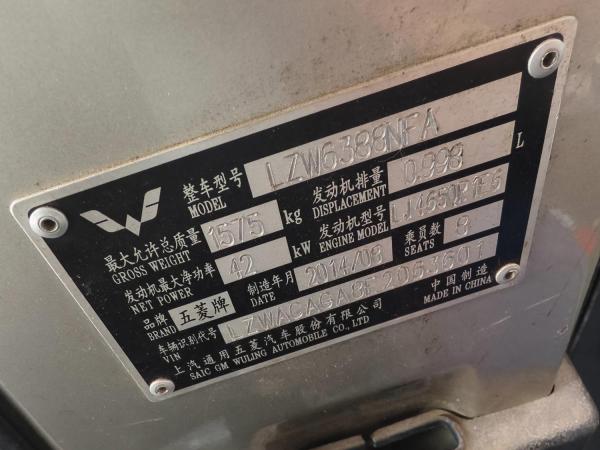 整车型号 MODEL LZW6388NFA
最大允许总质量 GROSS WEIGHT 1575 kg 发动机排量 DISPLACEMENT 0.998 L
发动机最大净功率 NET POWER 42 kW 发动机型号 ENGINE MODEL
品牌 BRAND 五菱牌 制造年月 DATE 2014/08 乘员数 SEATS 8
车辆识别代号 VIN 中国制造 MADE IN CHINA
上汽通用五菱汽车股份有限公司
SAIC GM WULING AUTOMOBILE CO., LTD